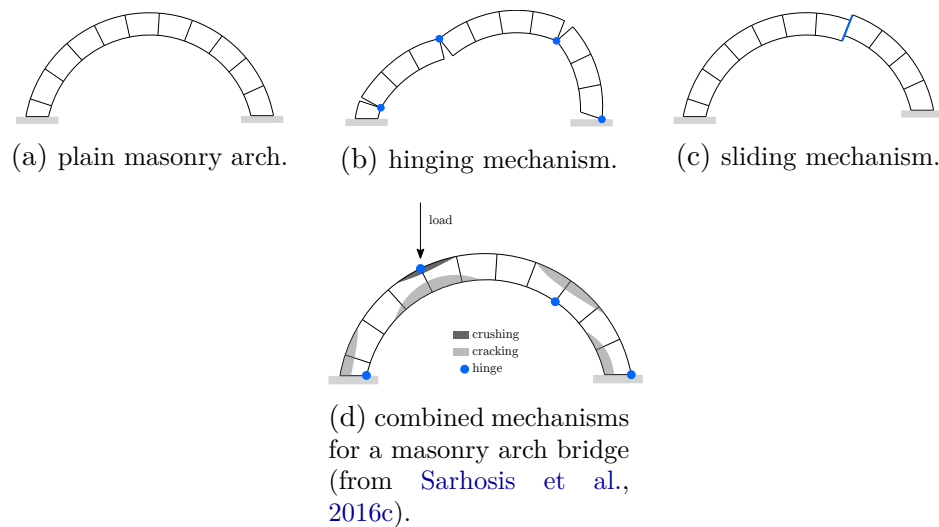 (a) plain masonry arch.
(b) hinging mechanism.
(c) sliding mechanism.
load
crushing
cracking
hinge
(d) combined mechanisms
for a masonry arch bridge
(from Sarhosis et al.,
2016c).